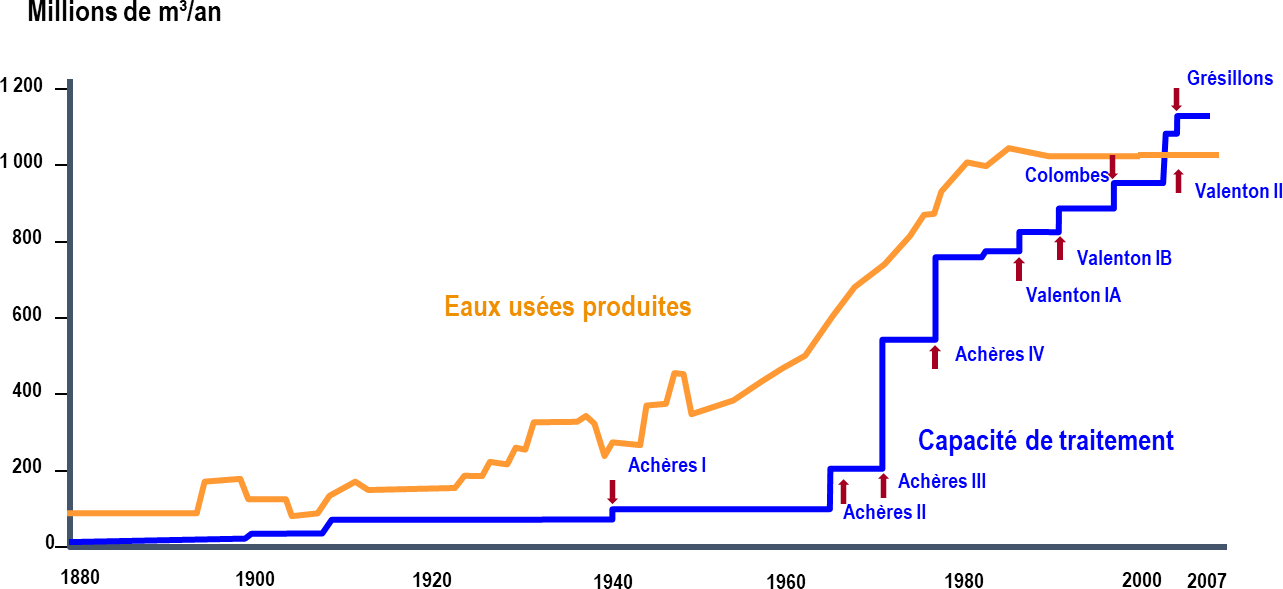 Millions de m³/an
1 200
1 000
800
600
400
200
0
Grésillons
Colombes
Valenton II
Valenton IB
Valenton IA
Eaux usées produites
Achères IV
Capacité de traitement
Achères I
Achères III
Achères II
1880
1900
1920
1940
1960
1980
2000
2007